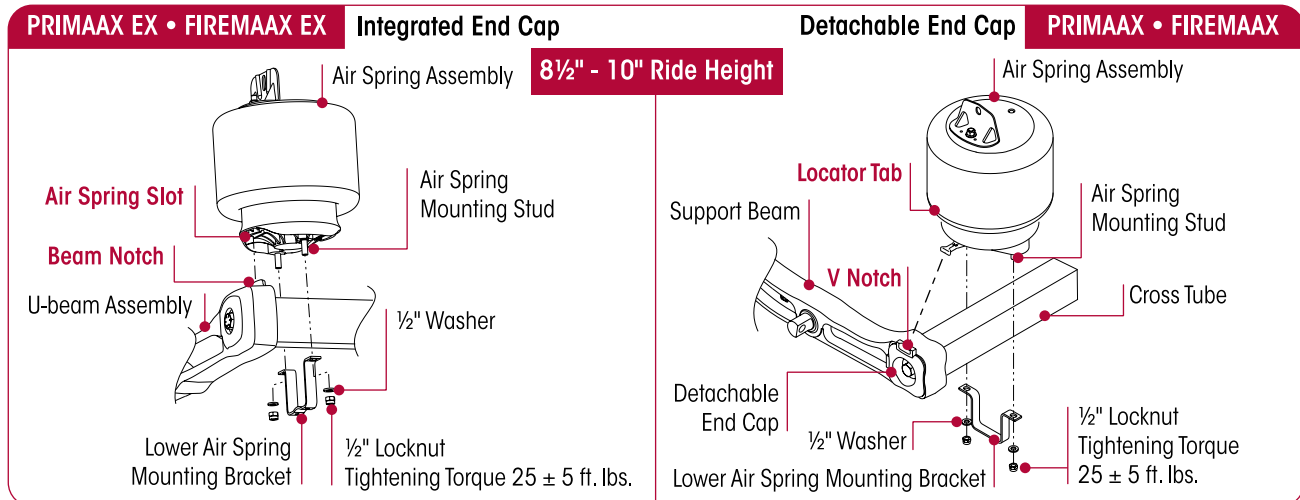 PRIMAAX EX • FIREMAAX EX
Integrated End Cap
Detachable End Cap
PRIMAAX • FIREMAAX
8½" - 10" Ride Height
Air Spring Assembly
Air Spring Slot
Air Spring
Mounting Stud
Beam Notch
U-beam Assembly
½" Washer
Lower Air Spring
Mounting Bracket
½" Locknut
Tightening Torque 25 ± 5 ft. lbs.
Air Spring Assembly
Locator Tab
Support Beam
Air Spring
Mounting Stud
V Notch
Cross Tube
Detachable
End Cap
½" Washer
Lower Air Spring Mounting Bracket
½" Locknut
Tightening Torque
25 ± 5 ft. lbs.